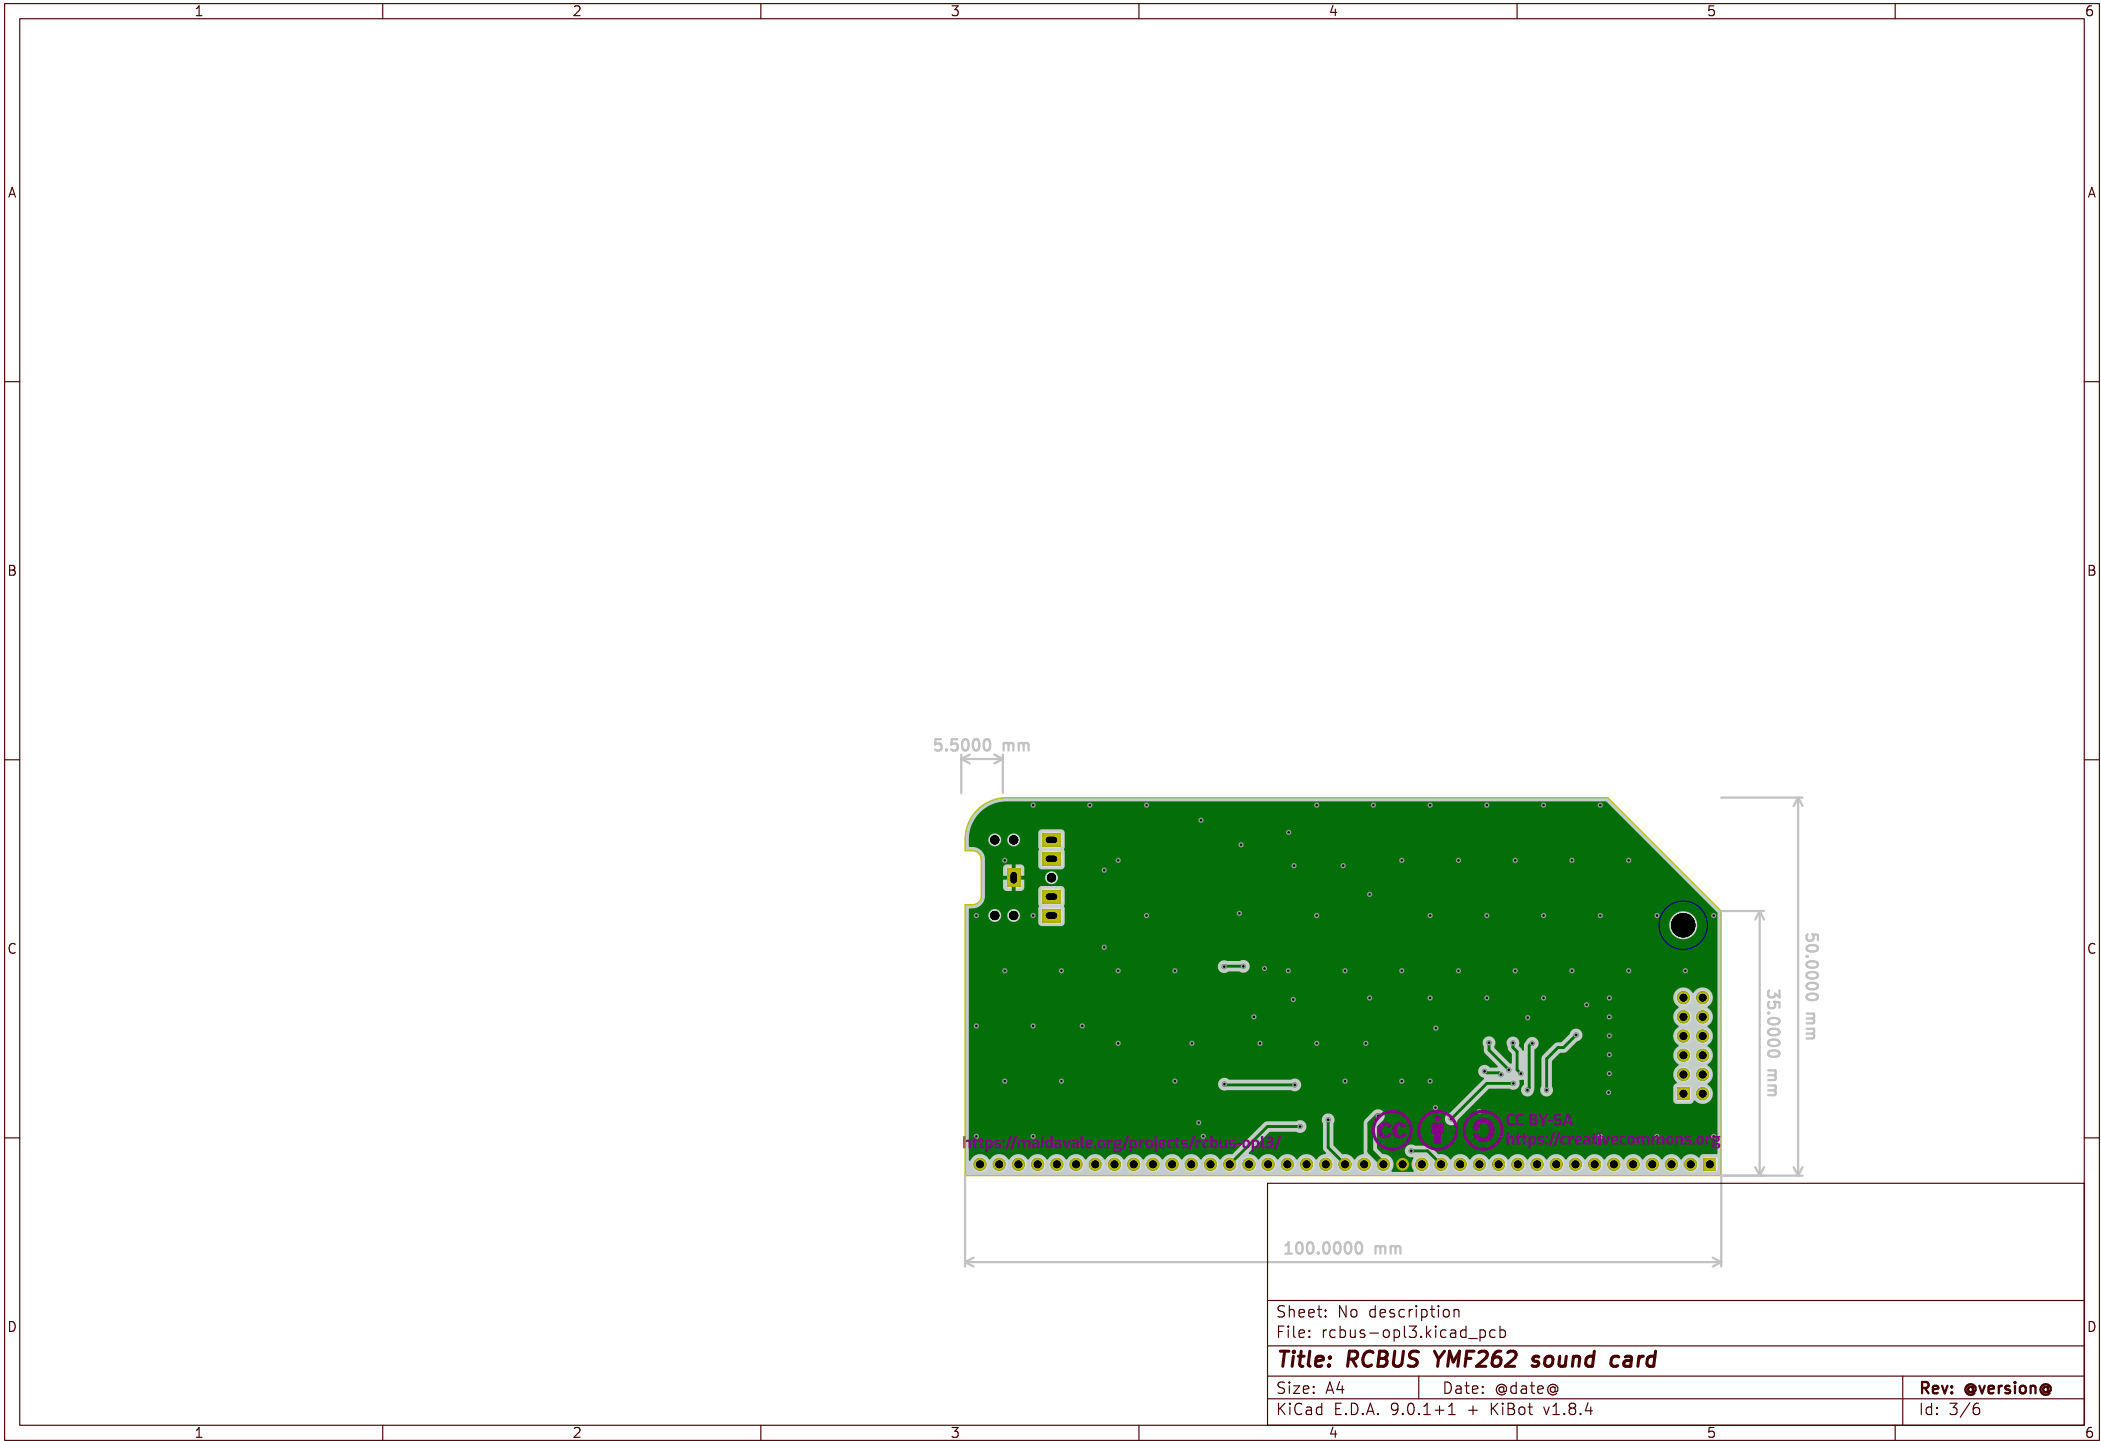 1 2 3 4 5 6
A A
B B
5.5000 mm
C C
50.0000 mm
35.0000 mm
CC BY-SA
cc
https://creativecommons.org
https://maidavale.org/projects/rcbus-opl3/
100.0000 mm
Sheet: No description
File: rcbus-opl3.kicad_pcb
D D
Title: RCBUS YMF262 sound card
Size: A4 Date: @date@ Rev: @version@
KiCad E.D.A. 9.0.1+1 + KiBot v1.8.4 Id: 3/6
1 2 3 4 5 6